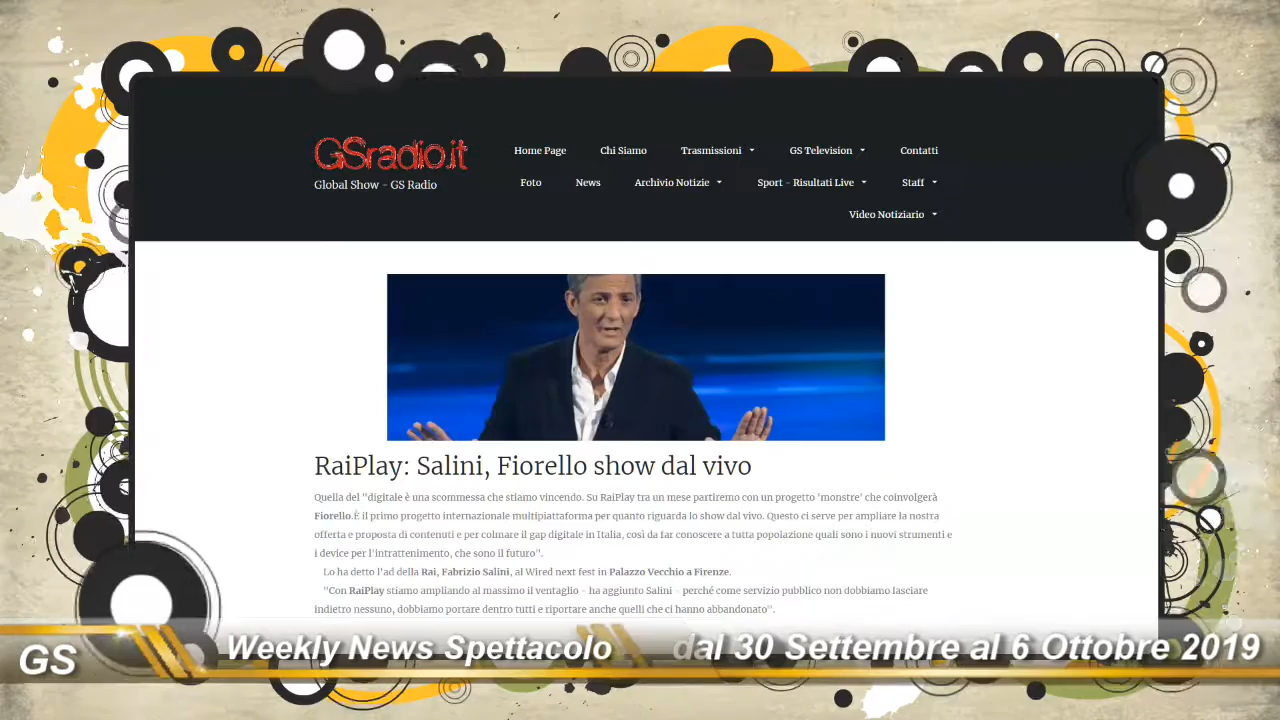 GSradio.it
Global Show - GS Radio
Home Page Chi Siamo Trasmissioni GS Television Contatti
Foto News Archivio Notizie Sport - Risultati Live Staff
Video Notiziario
RaiPlay: Salini, Fiorello show dal vivo
Quella del "digitale è una scommessa che stiamo vincendo. Su RaiPlay tra un mese partiremo con un progetto 'monstre' che coinvolgerà
Fiorello.È il primo progetto internazionale multipiattaforma per quanto riguarda lo show dal vivo. Questo ci serve per ampliare la nostra
offerta e proposta di contenuti e per colmare il gap digitale in Italia, così da far conoscere a tutta popolazione quali sono i nuovi strumenti e
i device per l'intrattenimento, che sono il futuro".
Lo ha detto l'ad della Rai, Fabrizio Salini, al Wired next fest in Palazzo Vecchio a Firenze.
"Con RaiPlay stiamo ampliando al massimo il ventaglio - ha aggiunto Salini - perché come servizio pubblico non dobbiamo lasciare
indietro nessuno, dobbiamo portare dentro tutti e riportare anche quelli che ci hanno abbandonato".
GS Weekly News Spettacolo dal 30 Settembre al 6 Ottobre 2019